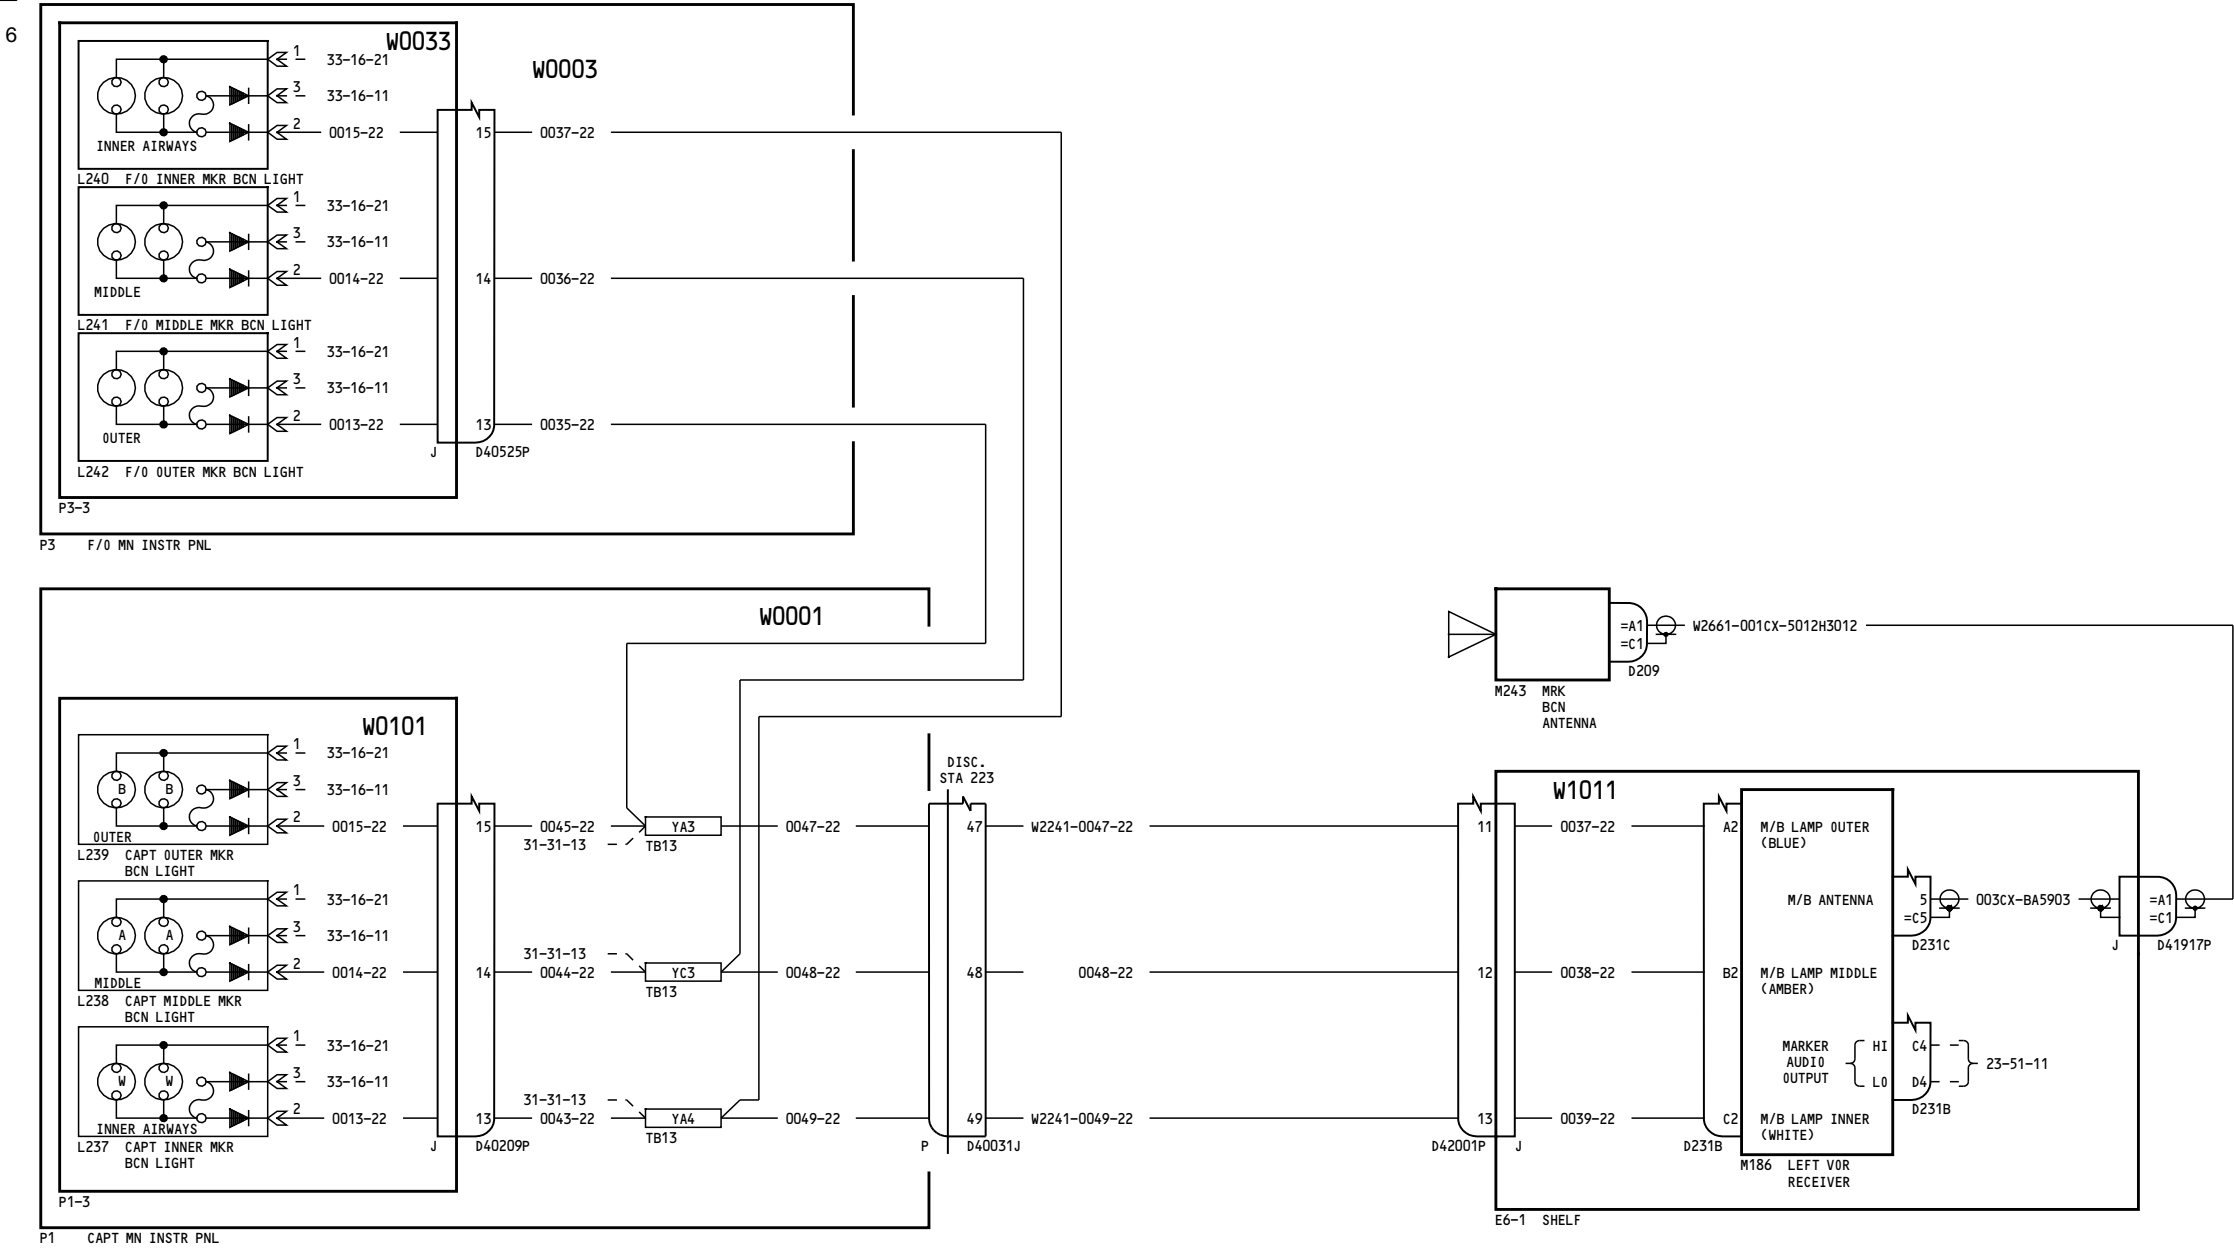 6
W0033
1 33-16-21
3 33-16-11
2 0015-22
INNER AIRWAYS
L240 F/O INNER MKR BCN LIGHT
1 33-16-21
3 33-16-11
2 0014-22
MIDDLE
L241 F/O MIDDLE MKR BCN LIGHT
1 33-16-21
3 33-16-11
2 0013-22
OUTER
L242 F/O OUTER MKR BCN LIGHT
P3-3
P3 F/O MN INSTR PNL
W0003
15 0037-22
14 0036-22
13 0035-22
J D40525P
W0001
W0101
1 33-16-21
3 33-16-11
2 0015-22
B B
OUTER
L239 CAPT OUTER MKR
BCN LIGHT
1 33-16-21
3 33-16-11
2 0014-22
A A
MIDDLE
L238 CAPT MIDDLE MKR
BCN LIGHT
1 33-16-21
3 33-16-11
2 0013-22
W W
INNER AIRWAYS
L237 CAPT INNER MKR
BCN LIGHT
P1-3
P1 CAPT MN INSTR PNL
15 0045-22 YA3 0047-22
31-31-13 TB13
31-31-13
14 0044-22 YC3 0048-22
TB13
31-31-13
13 0043-22 YA4 0049-22
TB13
J D40209P
DISC.
STA 223
47 W2241-0047-22
48 0048-22
49 W2241-0049-22
P D40031J
=A1
=C1
W2661-001CX-5012H3012
D209
M243 MRK
BCN
ANTENNA
W1011
11 0037-22 A2 M/B LAMP OUTER
(BLUE)
12 0038-22 B2 M/B LAMP MIDDLE
(AMBER)
13 0039-22 C2 M/B LAMP INNER
(WHITE)
D42001P J
D231B
M/B ANTENNA 5 003CX-BA5903 =A1
=C5 =C1
D231C J D41917P
MARKER
AUDIO
OUTPUT
HI C4
LO D4
23-51-11
D231B
M186 LEFT VOR
RECEIVER
E6-1 SHELF